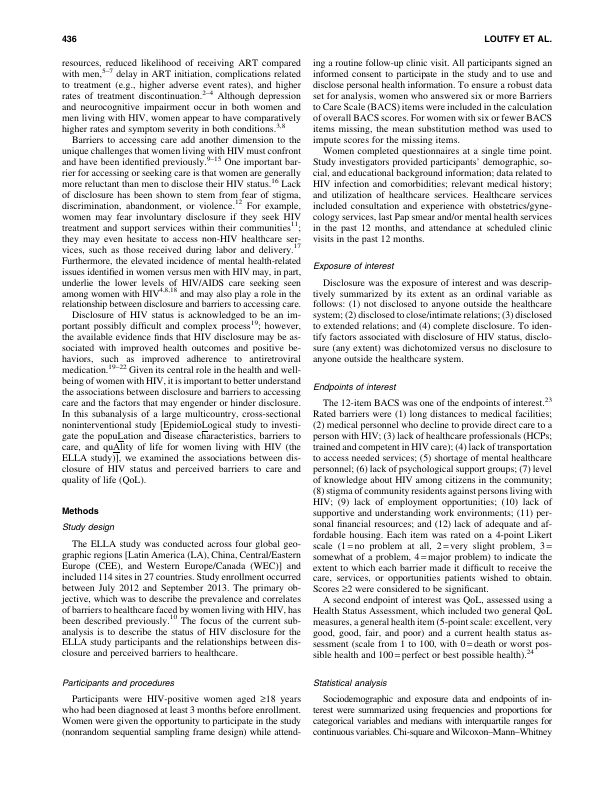 436
LOUTFY ET AL.
resources, reduced likelihood of receiving ART compared
with men,5–7 delay in ART initiation, complications related
to treatment (e.g., higher adverse event rates), and higher
rates of treatment discontinuation.2–4 Although depression
and neurocognitive impairment occur in both women and
men living with HIV, women appear to have comparatively
higher rates and symptom severity in both conditions.3,8
Barriers to accessing care add another dimension to the
unique challenges that women living with HIV must confront
and have been identified previously.9–15 One important bar-
rier for accessing or seeking care is that women are generally
more reluctant than men to disclose their HIV status.16 Lack
of disclosure has been shown to stem from fear of stigma,
discrimination, abandonment, or violence.12 For example,
women may fear involuntary disclosure if they seek HIV
treatment and support services within their communities11;
they may even hesitate to access non-HIV healthcare ser-
vices, such as those received during labor and delivery.17
Furthermore, the elevated incidence of mental health-related
issues identified in women versus men with HIV may, in part,
underlie the lower levels of HIV/AIDS care seeking seen
among women with HIV4,8,18 and may also play a role in the
relationship between disclosure and barriers to accessing care.
Disclosure of HIV status is acknowledged to be an im-
portant possibly difficult and complex process19; however,
the available evidence finds that HIV disclosure may be as-
sociated with improved health outcomes and positive be-
haviors, such as improved adherence to antiretroviral
medication.19–22 Given its central role in the health and well-
being of women with HIV, it is important to better understand
the associations between disclosure and barriers to accessing
care and the factors that may engender or hinder disclosure.
In this subanalysis of a large multicountry, cross-sectional
noninterventional study [EpidemioLogical study to investi-
gate the popuLation and disease characteristics, barriers to
care, and quAlity of life for women living with HIV (the
ELLA study)], we examined the associations between dis-
closure of HIV status and perceived barriers to care and
quality of life (QoL).
Methods
Study design
The ELLA study was conducted across four global geo-
graphic regions [Latin America (LA), China, Central/Eastern
Europe (CEE), and Western Europe/Canada (WEC)] and
included 114 sites in 27 countries. Study enrollment occurred
between July 2012 and September 2013. The primary ob-
jective, which was to describe the prevalence and correlates
of barriers to healthcare faced by women living with HIV, has
been described previously.10 The focus of the current sub-
analysis is to describe the status of HIV disclosure for the
ELLA study participants and the relationships between dis-
closure and perceived barriers to healthcare.
Participants and procedures
Participants were HIV-positive women aged ≥18 years
who had been diagnosed at least 3 months before enrollment.
Women were given the opportunity to participate in the study
(nonrandom sequential sampling frame design) while attend-
ing a routine follow-up clinic visit. All participants signed an
informed consent to participate in the study and to use and
disclose personal health information. To ensure a robust data
set for analysis, women who answered six or more Barriers
to Care Scale (BACS) items were included in the calculation
of overall BACS scores. For women with six or fewer BACS
items missing, the mean substitution method was used to
impute scores for the missing items.
Women completed questionnaires at a single time point.
Study investigators provided participants' demographic, so-
cial, and educational background information; data related to
HIV infection and comorbidities; relevant medical history;
and utilization of healthcare services. Healthcare services
included consultation and experience with obstetrics/gyne-
cology services, last Pap smear and/or mental health services
in the past 12 months, and attendance at scheduled clinic
visits in the past 12 months.
Exposure of interest
Disclosure was the exposure of interest and was descrip-
tively summarized by its extent as an ordinal variable as
follows: (1) not disclosed to anyone outside the healthcare
system; (2) disclosed to close/intimate relations; (3) disclosed
to extended relations; and (4) complete disclosure. To iden-
tify factors associated with disclosure of HIV status, disclo-
sure (any extent) was dichotomized versus no disclosure to
anyone outside the healthcare system.
Endpoints of interest
The 12-item BACS was one of the endpoints of interest.23
Rated barriers were (1) long distances to medical facilities;
(2) medical personnel who decline to provide direct care to a
person with HIV; (3) lack of healthcare professionals (HCPs;
trained and competent in HIV care); (4) lack of transportation
to access needed services; (5) shortage of mental healthcare
personnel; (6) lack of psychological support groups; (7) level
of knowledge about HIV among citizens in the community;
(8) stigma of community residents against persons living with
HIV; (9) lack of employment opportunities; (10) lack of
supportive and understanding work environments; (11) per-
sonal financial resources; and (12) lack of adequate and af-
fordable housing. Each item was rated on a 4-point Likert
scale (1 = no problem at all, 2 = very slight problem, 3 =
somewhat of a problem, 4 = major problem) to indicate the
extent to which each barrier made it difficult to receive the
care, services, or opportunities patients wished to obtain.
Scores ≥2 were considered to be significant.
A second endpoint of interest was QoL, assessed using a
Health Status Assessment, which included two general QoL
measures, a general health item (5-point scale: excellent, very
good, good, fair, and poor) and a current health status as-
sessment (scale from 1 to 100, with 0 = death or worst pos-
sible health and 100 = perfect or best possible health).24
Statistical analysis
Sociodemographic and exposure data and endpoints of in-
terest were summarized using frequencies and proportions for
categorical variables and medians with interquartile ranges for
continuous variables. Chi-square and Wilcoxon–Mann–Whitney